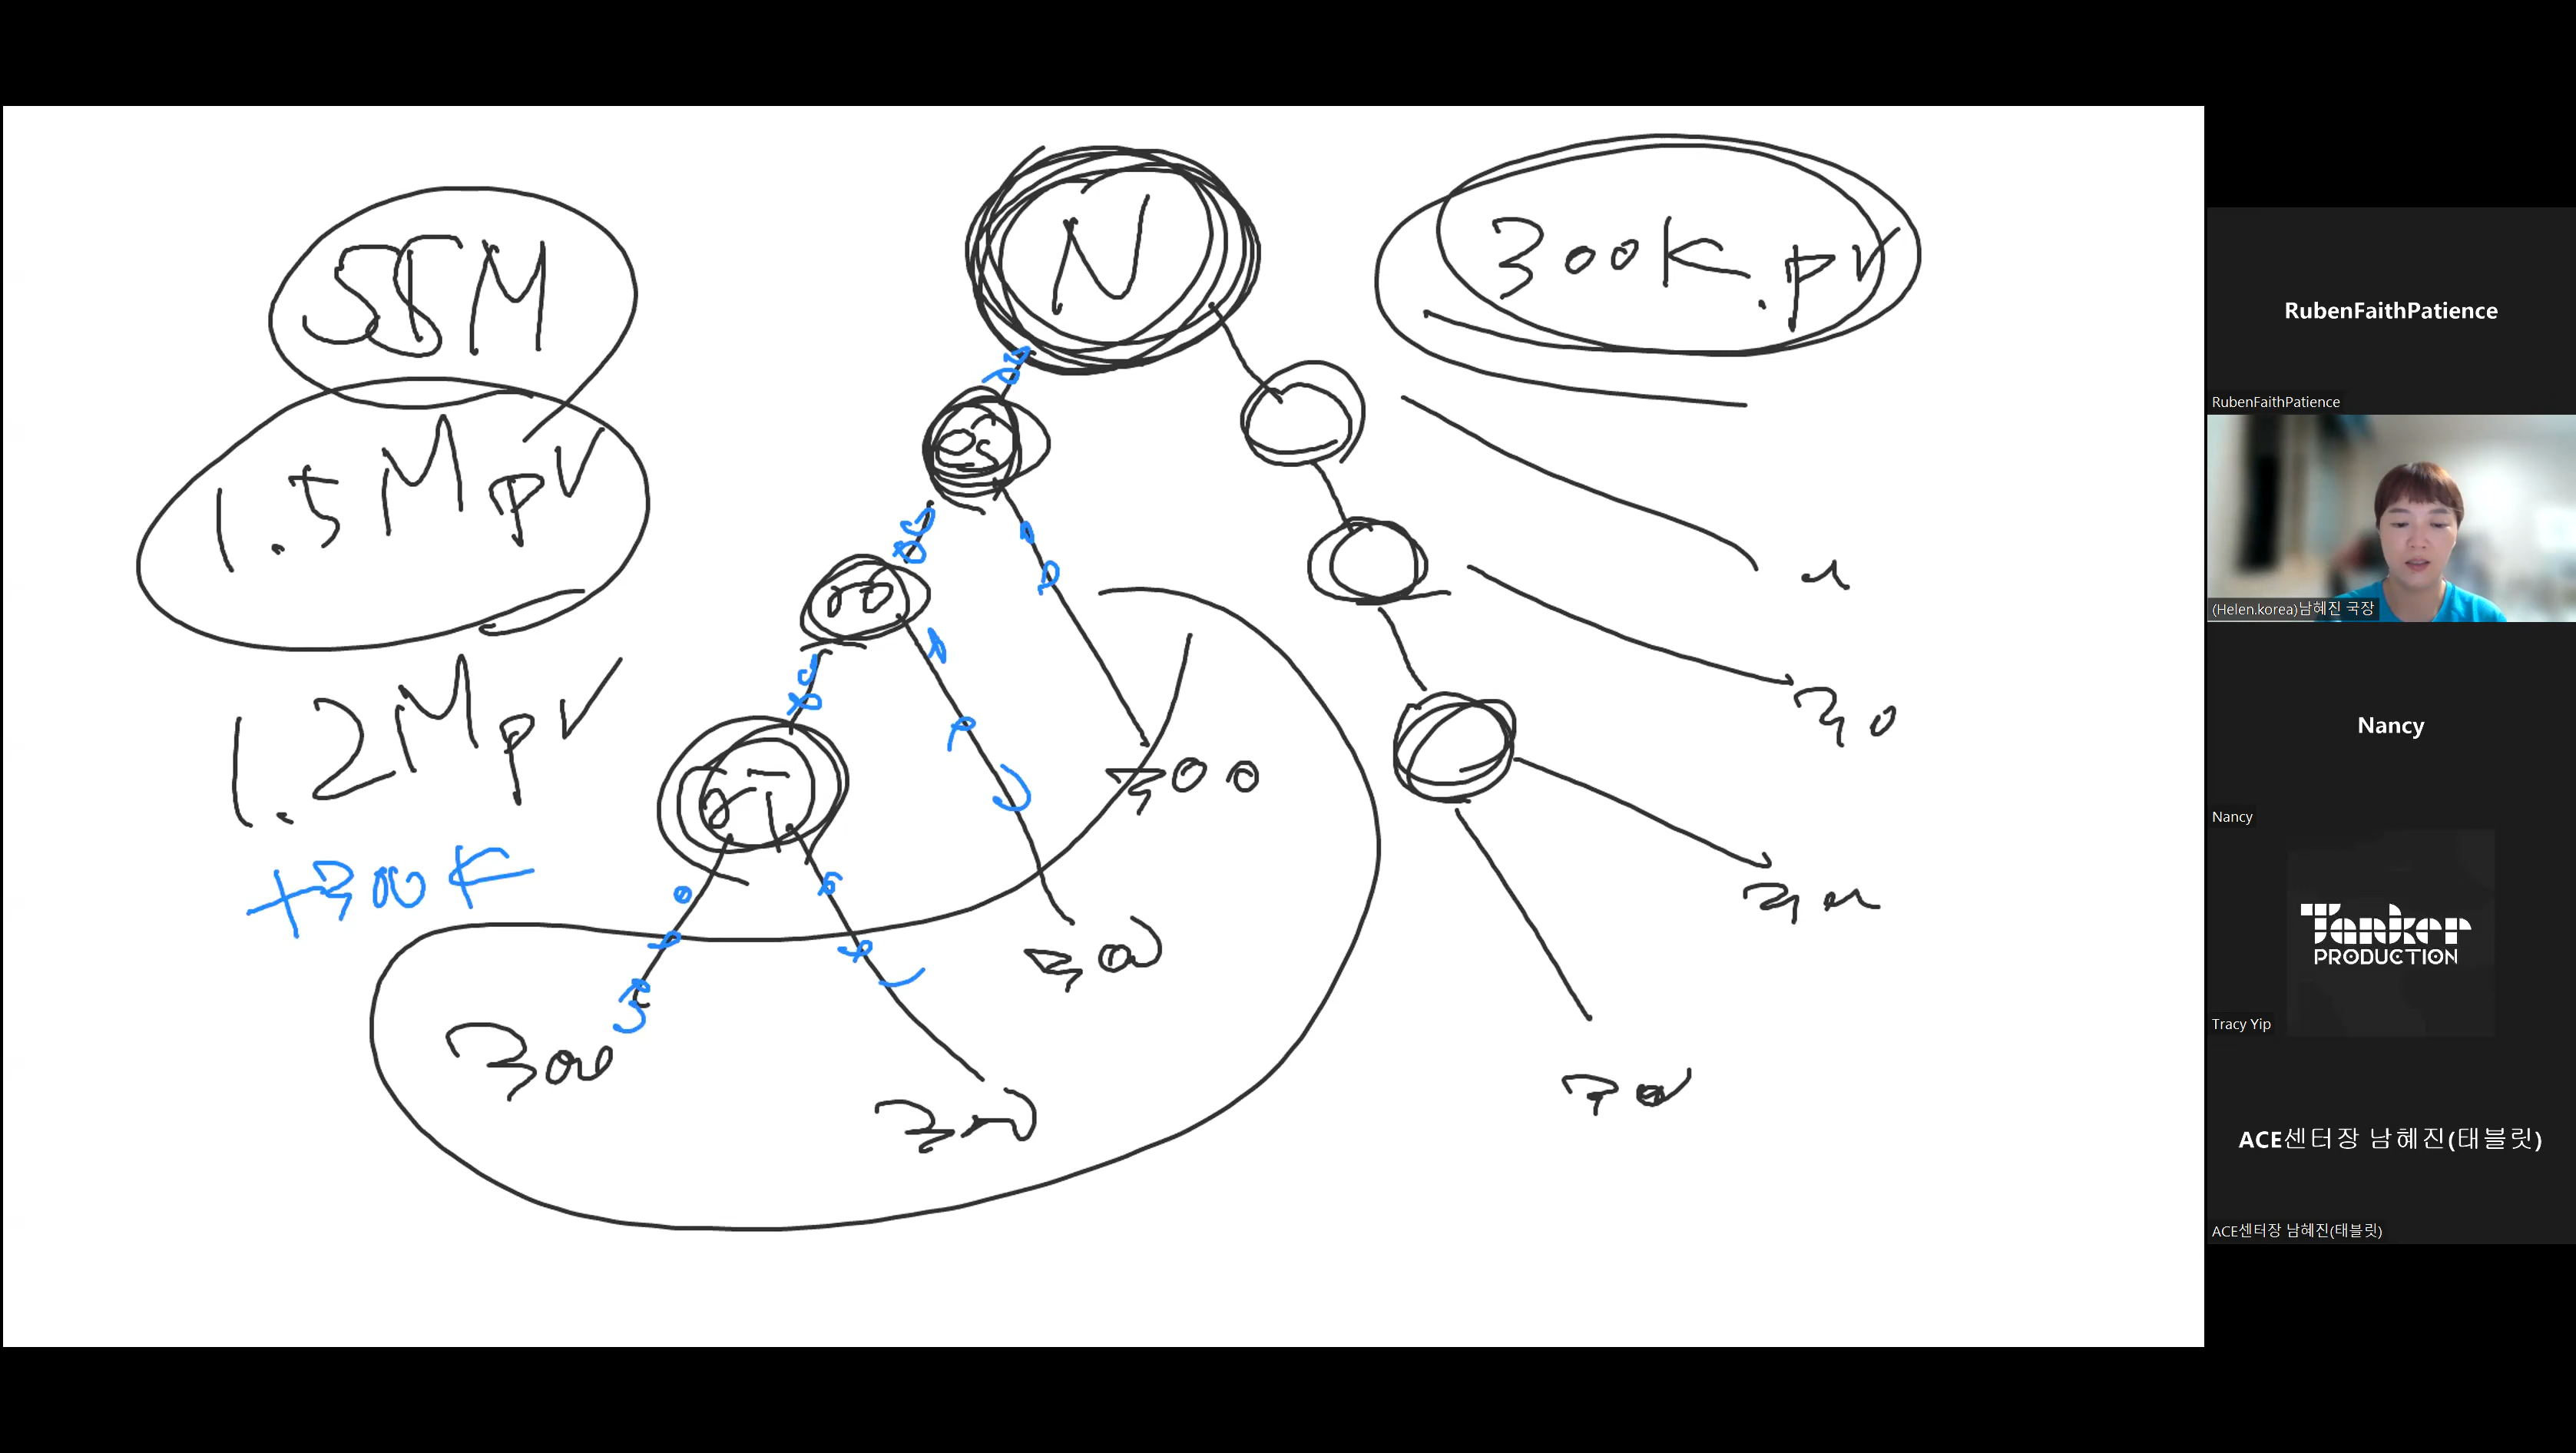 SSM
1.5Mpv
1.2Mpv
+300K
N
300K.pv
300
300
300
300
RubenFaithPatience
RubenFaithPatience
(Helen.korea)남혜진 국장
Nancy
Nancy
Tanker
PRODUCTION
Tracy Yip
ACE센터장 남혜진(태블릿)
ACE센터장 남혜진(태블릿)